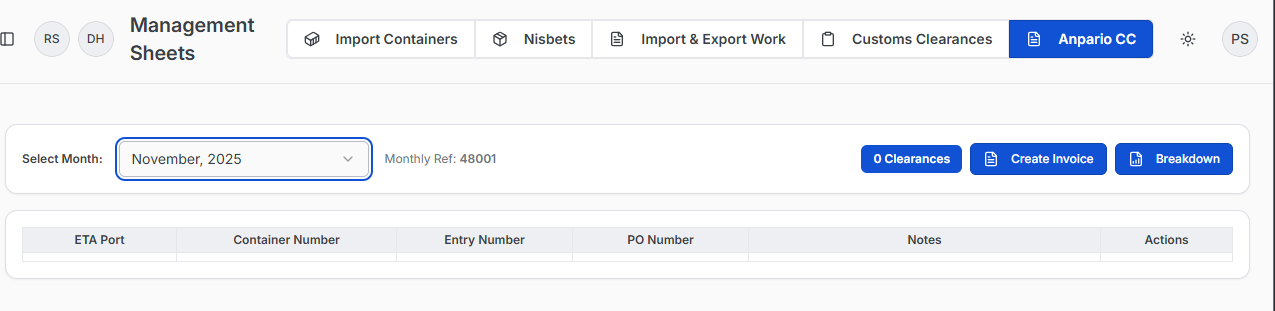 RS DH Management Sheets Import Containers Nisbets Import & Export Work Customs Clearances Anpario CC PS
Select Month: November, 2025 Monthly Ref: 48001 0 Clearances Create Invoice Breakdown
ETA Port Container Number Entry Number PO Number Notes Actions